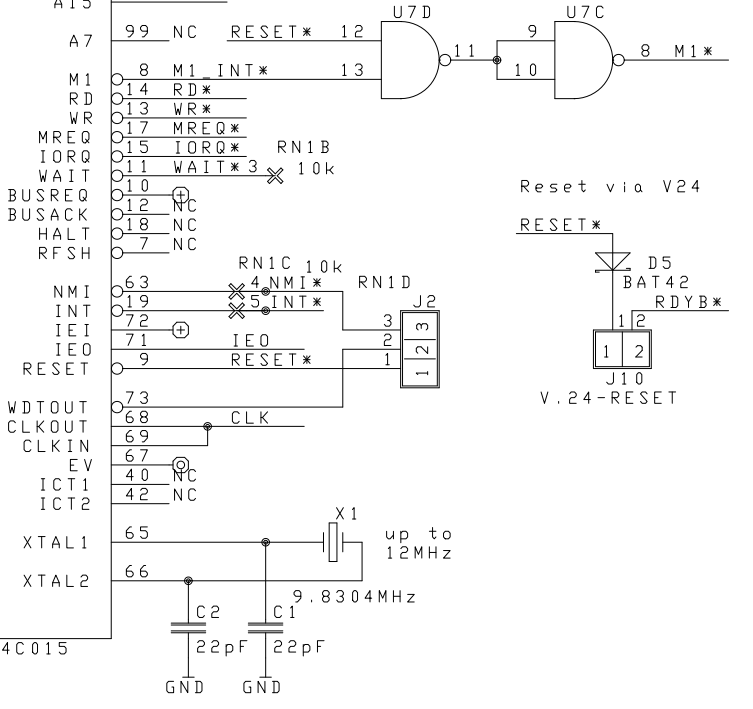 A15
U7D
U7C
A7 99 NC RESET* 12
11
9
8 M1*
10
M1 8 M1_INT* 13
RD 14 RD*
WR 13 WR*
MREQ 17 MREQ*
IORQ 15 IORQ*
RN1B
WAIT 11 WAIT* 3
10k
BUSREQ 10
BUSACK 12 NC
HALT 18 NC
RFSH 7 NC
Reset via V24
RESET*
D5
BAT42
RDYB*
1 2
1 2
J10
V.24-RESET
RN1C 10k
RN1D
NMI 63 4 NMI*
INT 19 5 INT*
J2
IEI 72
3 3
IEO 71 IEO
2 2
RESET 9 RESET*
1 1
WDTOUT 73
CLKOUT 68 CLK
CLKIN 69
EV 67
ICT1 40 NC
ICT2 42 NC
X1
XTAL1 65
up to
12MHz
XTAL2 66
9.8304MHz
C2 C1
22pF 22pF
4C015
GND GND